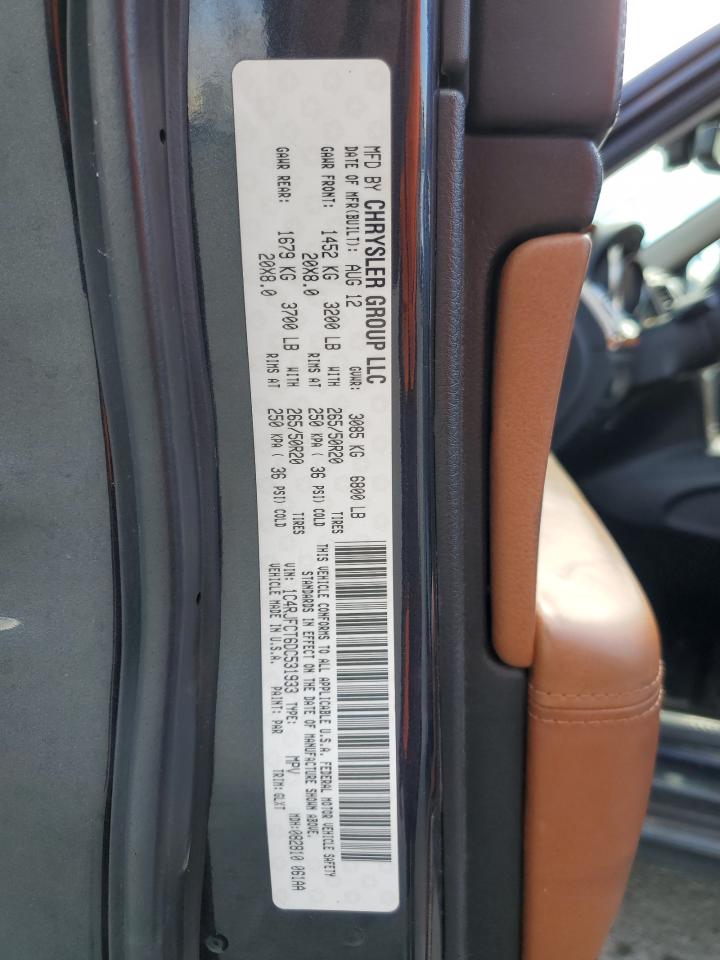 MFD BY CHRYSLER GROUP LLC
DATE OF MFR(BUILT): AUG 12 GVWR: 3085 KG 6800 LB
GAWR FRONT: 1452 KG 3200 LB WITH 265/50R20 TIRES
20X8.0 RIMS AT 250 KPA ( 36 PSI) COLD
GAWR REAR: 1679 KG 3700 LB WITH 265/50R20 TIRES
20X8.0 RIMS AT 250 KPA ( 36 PSI) COLD
THIS VEHICLE CONFORMS TO ALL APPLICABLE U.S.A. FEDERAL MOTOR VEHICLE SAFETY
STANDARDS IN EFFECT ON THE DATE OF MANUFACTURE SHOWN ABOVE.
VIN: 1C4RJFCT6DC531933 TYPE: MPV MDH:082810 061AA
VEHICLE MADE IN U.S.A. PAINT: PAR TRIM:GLXT